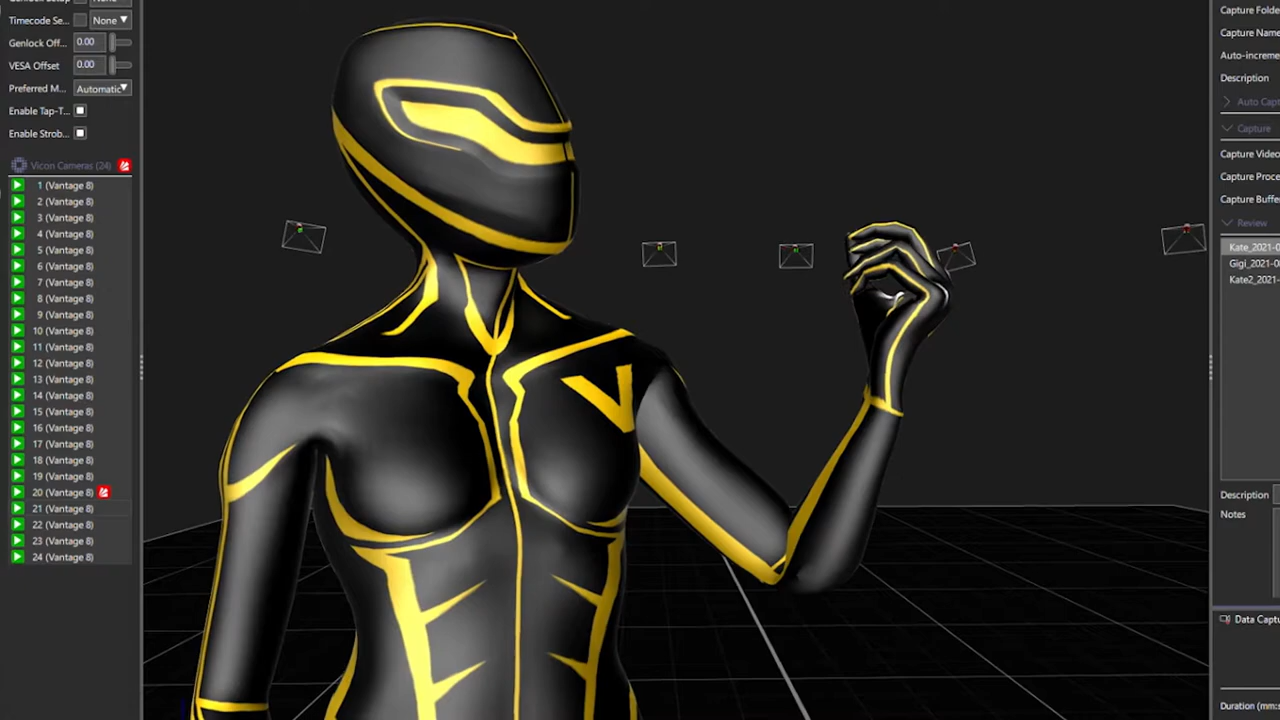 Timecode Se...
None
Genlock Off...
0.00
VESA Offset
0.00
Preferred M...
Automatic
Enable Tap-T...
Enable Strob...
Vicon Cameras (24)
1 (Vantage 8)
2 (Vantage 8)
3 (Vantage 8)
4 (Vantage 8)
5 (Vantage 8)
6 (Vantage 8)
7 (Vantage 8)
8 (Vantage 8)
9 (Vantage 8)
10 (Vantage 8)
11 (Vantage 8)
12 (Vantage 8)
13 (Vantage 8)
14 (Vantage 8)
15 (Vantage 8)
16 (Vantage 8)
17 (Vantage 8)
18 (Vantage 8)
19 (Vantage 8)
20 (Vantage 8)
21 (Vantage 8)
22 (Vantage 8)
23 (Vantage 8)
24 (Vantage 8)
V
Capture Folde
Capture Name
Auto-increme
Description
Auto Capt
Capture
Capture Video
Capture Proce
Capture Buffe
Review
Kate_2021-0
Gigi_2021-0
Kate2_2021-
Description
Notes
Data Captu
Duration (mm:s